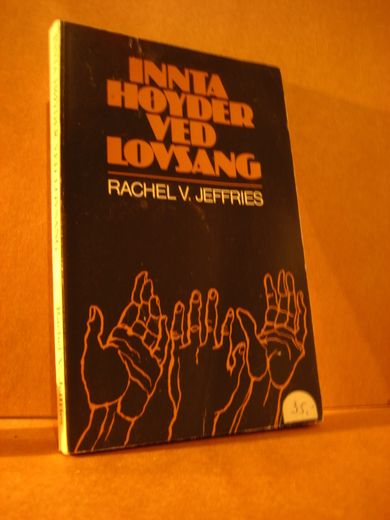 INNTA
HØYDER
VED
LOVSANG
RACHEL V. JEFFRIES
35,-